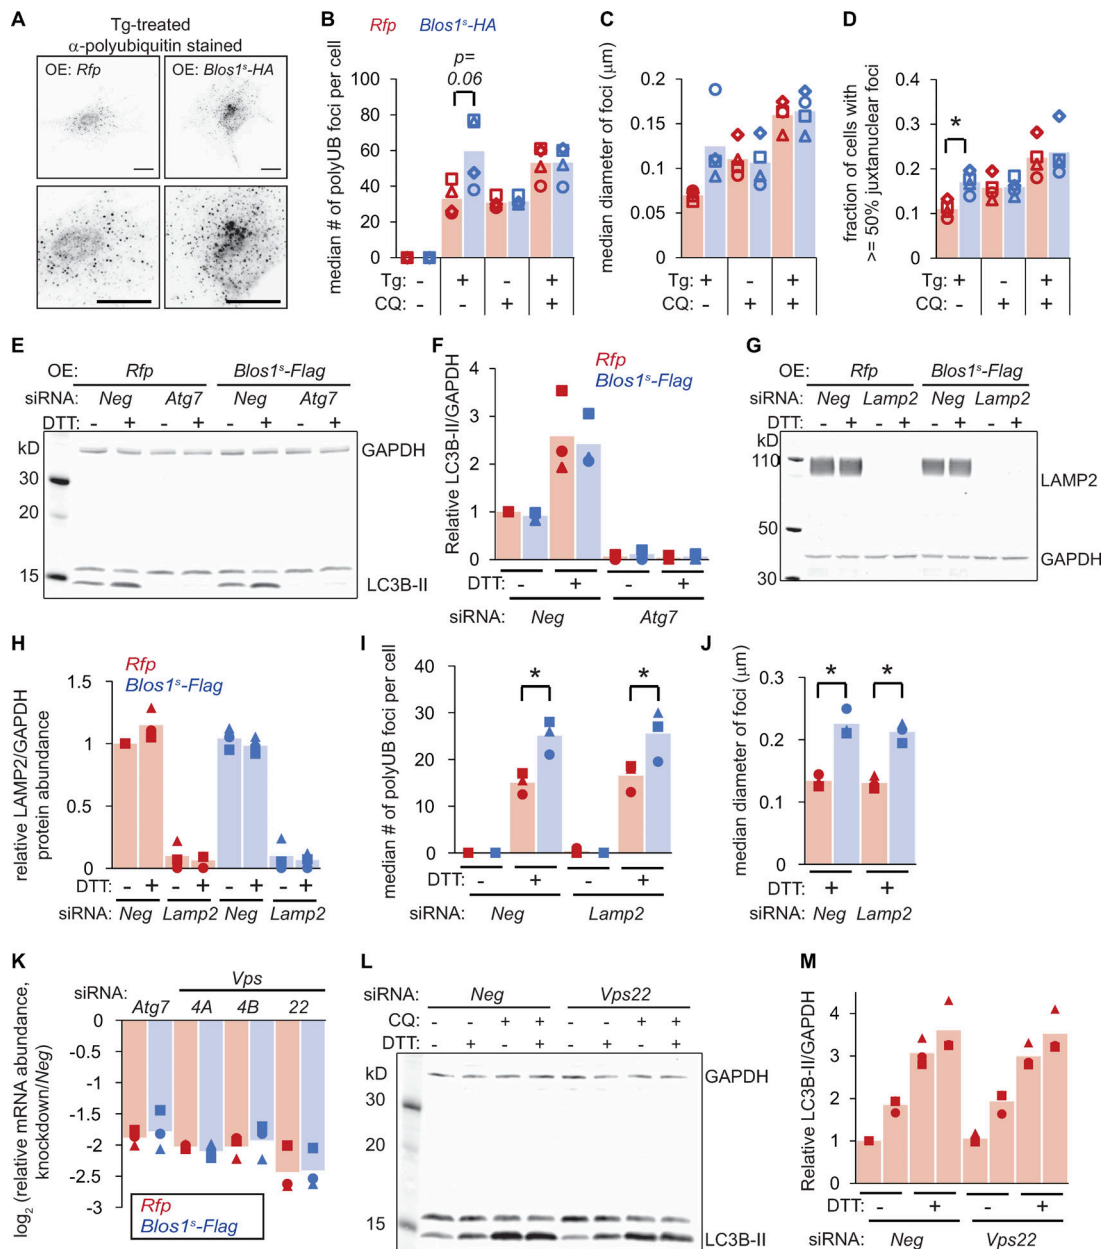 A
Tg-treated
α-polyubiquitin stained
OE: Rfp
OE: Blos1ˢ-HA
B
Rfp
Blos1ˢ-HA
p=
0.06
median # of polyUB foci per cell
100
80
60
40
20
0
Tg: - + - +
CQ: - - + +
C
median diameter of foci (μm)
0.2
0.15
0.1
0.05
0
+ - +
- + +
D
fraction of cells with
>= 50% juxtanuclear foci
0.4
0.3
0.2
0.1
0
*
Tg: + - +
CQ: - + +
E
OE: Rfp Blos1ˢ-Flag
siRNA: Neg Atg7 Neg Atg7
DTT: - + - + - + - +
kD
30
20
15
GAPDH
LC3B-II
F
Rfp
Blos1ˢ-Flag
Relative LC3B-II/GAPDH
4
3
2
1
0
DTT: - + - +
siRNA: Neg Atg7
G
OE: Rfp Blos1ˢ-Flag
siRNA: Neg Lamp2 Neg Lamp2
DTT: - + - + - + - +
kD
110
50
30
LAMP2
GAPDH
H
Rfp
Blos1ˢ-Flag
relative LAMP2/GAPDH
protein abundance
1.5
1
0.5
0
DTT: - + - + - + - +
siRNA: Neg Lamp2 Neg Lamp2
I
median # of polyUB foci per cell
40
30
20
10
0
* *
DTT: - + - +
siRNA: Neg Lamp2
J
median diameter of foci (μm)
0.3
0.2
0.1
0
* *
DTT: + +
siRNA: Neg Lamp2
K
Vps
siRNA:
Atg7 4A 4B 22
log₂ (relative mRNA abundance,
knockdown/Neg)
0
-0.5
-1
-1.5
-2
-2.5
-3
Rfp
Blos1ˢ-Flag
L
siRNA: Neg Vps22
CQ: - - + + - - + +
DTT: - + - + - + - +
kD
30
20
15
GAPDH
LC3B-II
M
Relative LC3B-II/GAPDH
4
3
2
1
0
DTT: - + - +
siRNA: Neg Vps22